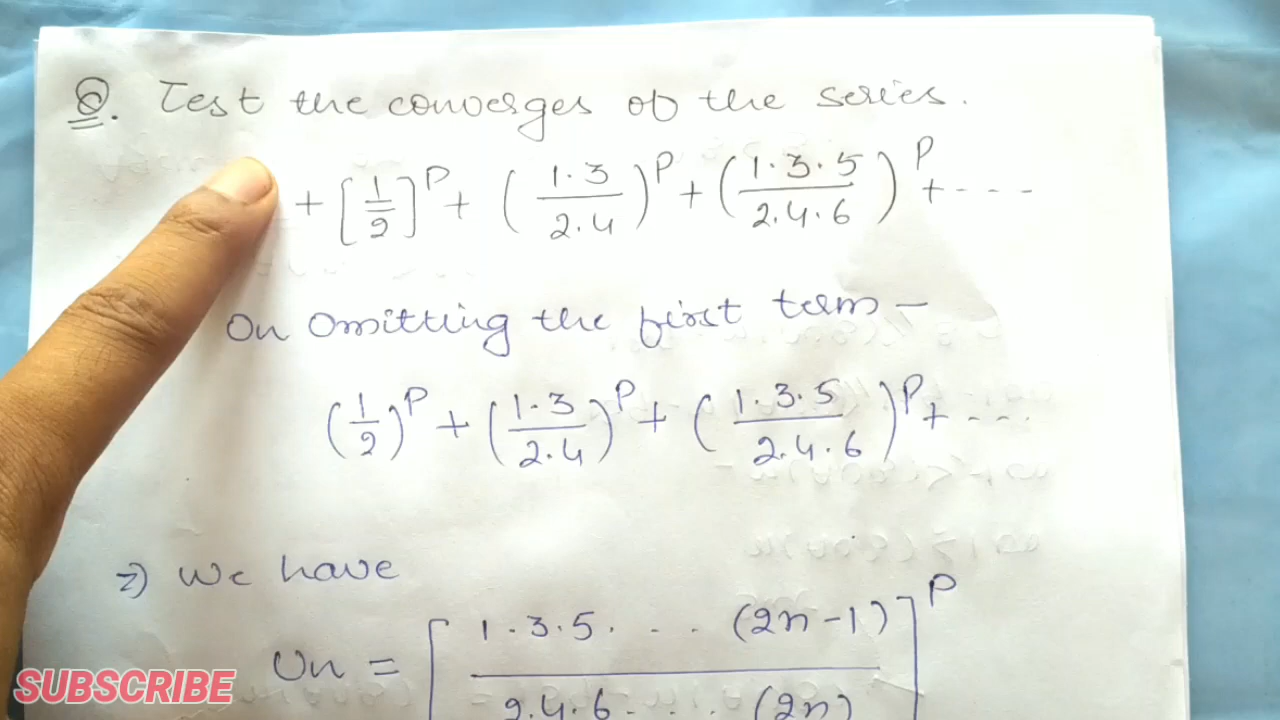 Q. Test the converges of the series.
+ [1/2]^P + (1.3/2.4)^P + (1.3.5/2.4.6)^P + ----
On Omitting the first term -
(1/2)^P + (1.3/2.4)^P + (1.3.5/2.4.6)^P + ----
=) We have
Un = [1.3.5. ... (2n-1)/2.4.6. .... (2n)]^P
SUBSCRIBE